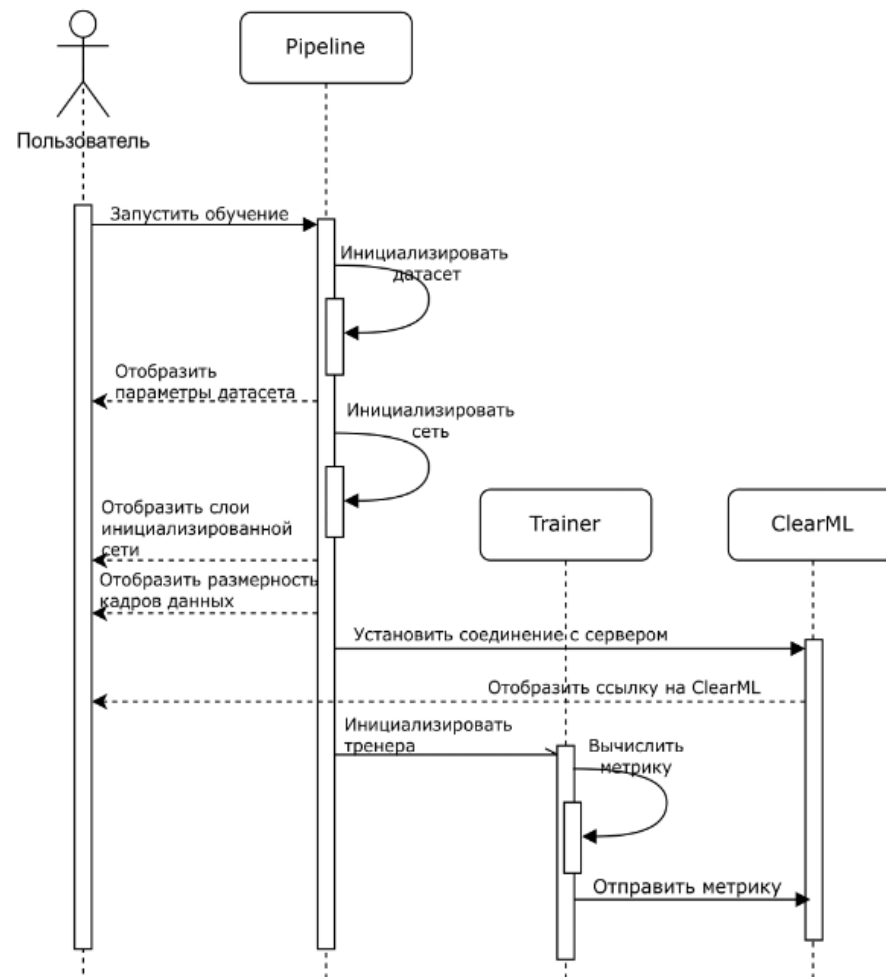 Pipeline
Пользователь
Запустить обучение
Инициализировать
датасет
Отобразить
параметры датасета
Инициализировать
сеть
Отобразить слои
инициализированной
сети
Trainer
ClearML
Отобразить размерность
кадров данных
Установить соединение с сервером
Отобразить ссылку на ClearML
Инициализировать
тренера
Вычислить
метрику
Отправить метрику